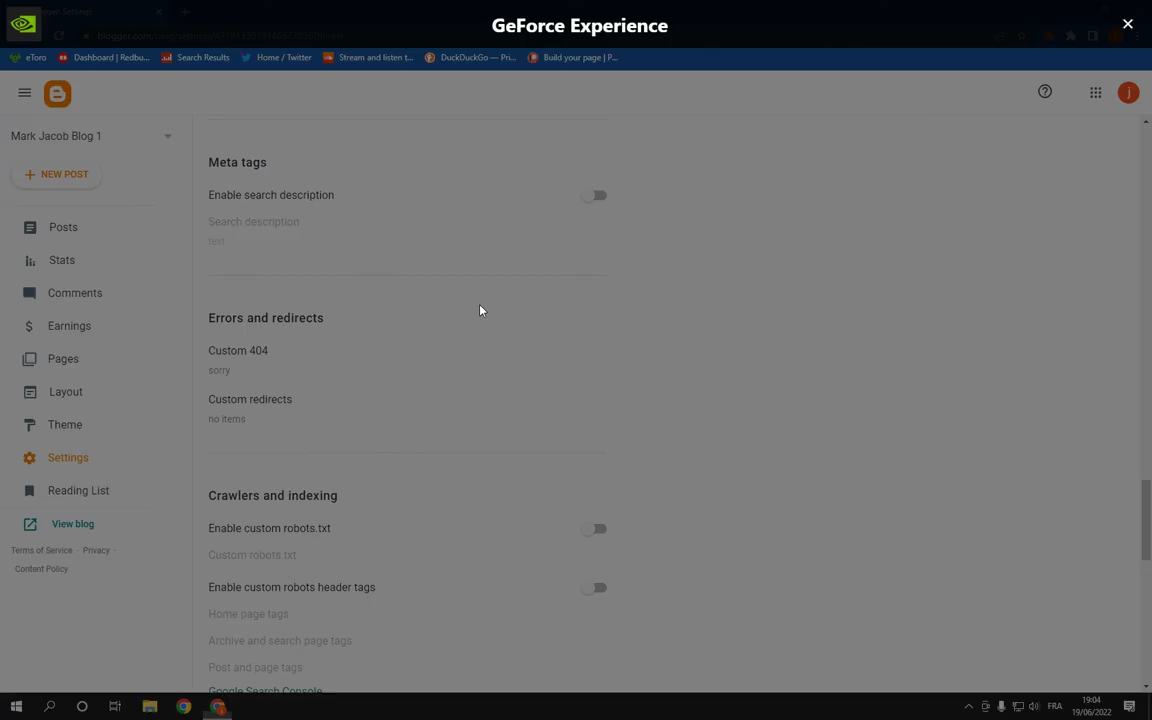 GeForce Experience
eToro
Dashboard | Redbu...
Search Results
Home / Twitter
Stream and listen t...
DuckDuckGo — Pri...
Build your page | P...
j
Mark Jacob Blog 1
NEW POST
Posts
Stats
Comments
Earnings
Pages
Layout
Theme
Settings
Reading List
View blog
Terms of Service · Privacy ·
Content Policy
Meta tags
Enable search description
Search description
text
Errors and redirects
Custom 404
sorry
Custom redirects
no items
Crawlers and indexing
Enable custom robots.txt
Custom robots.txt
Enable custom robots header tags
Home page tags
Archive and search page tags
Post and page tags
Google Search Console
FR
19:04
19/06/2022